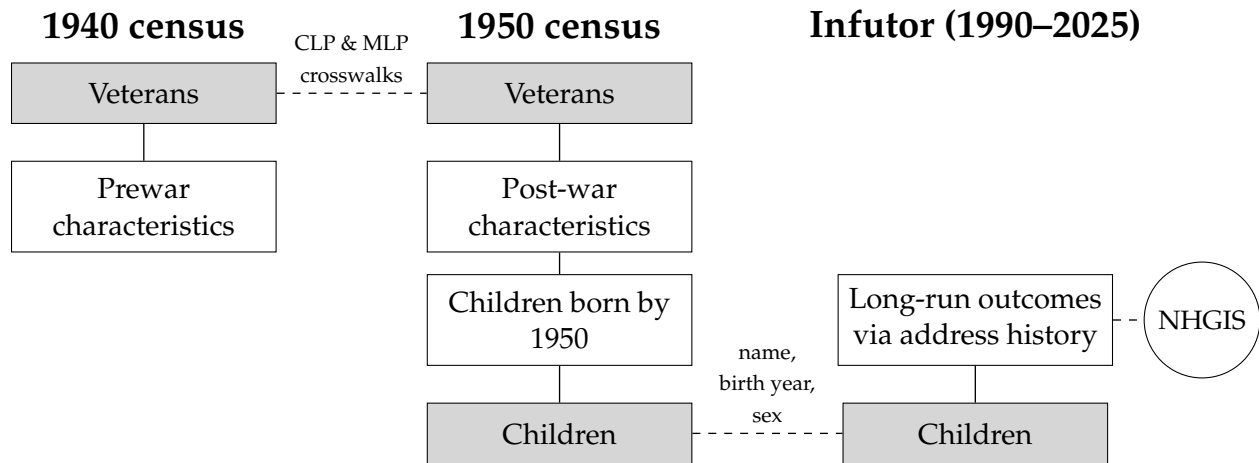 1940 census
1950 census
Infutor (1990–2025)
CLP & MLP
crosswalks
Veterans
Veterans
Prewar
characteristics
Post-war
characteristics
Children born by
1950
Long-run outcomes
via address history
NHGIS
name,
birth year,
sex
Children
Children